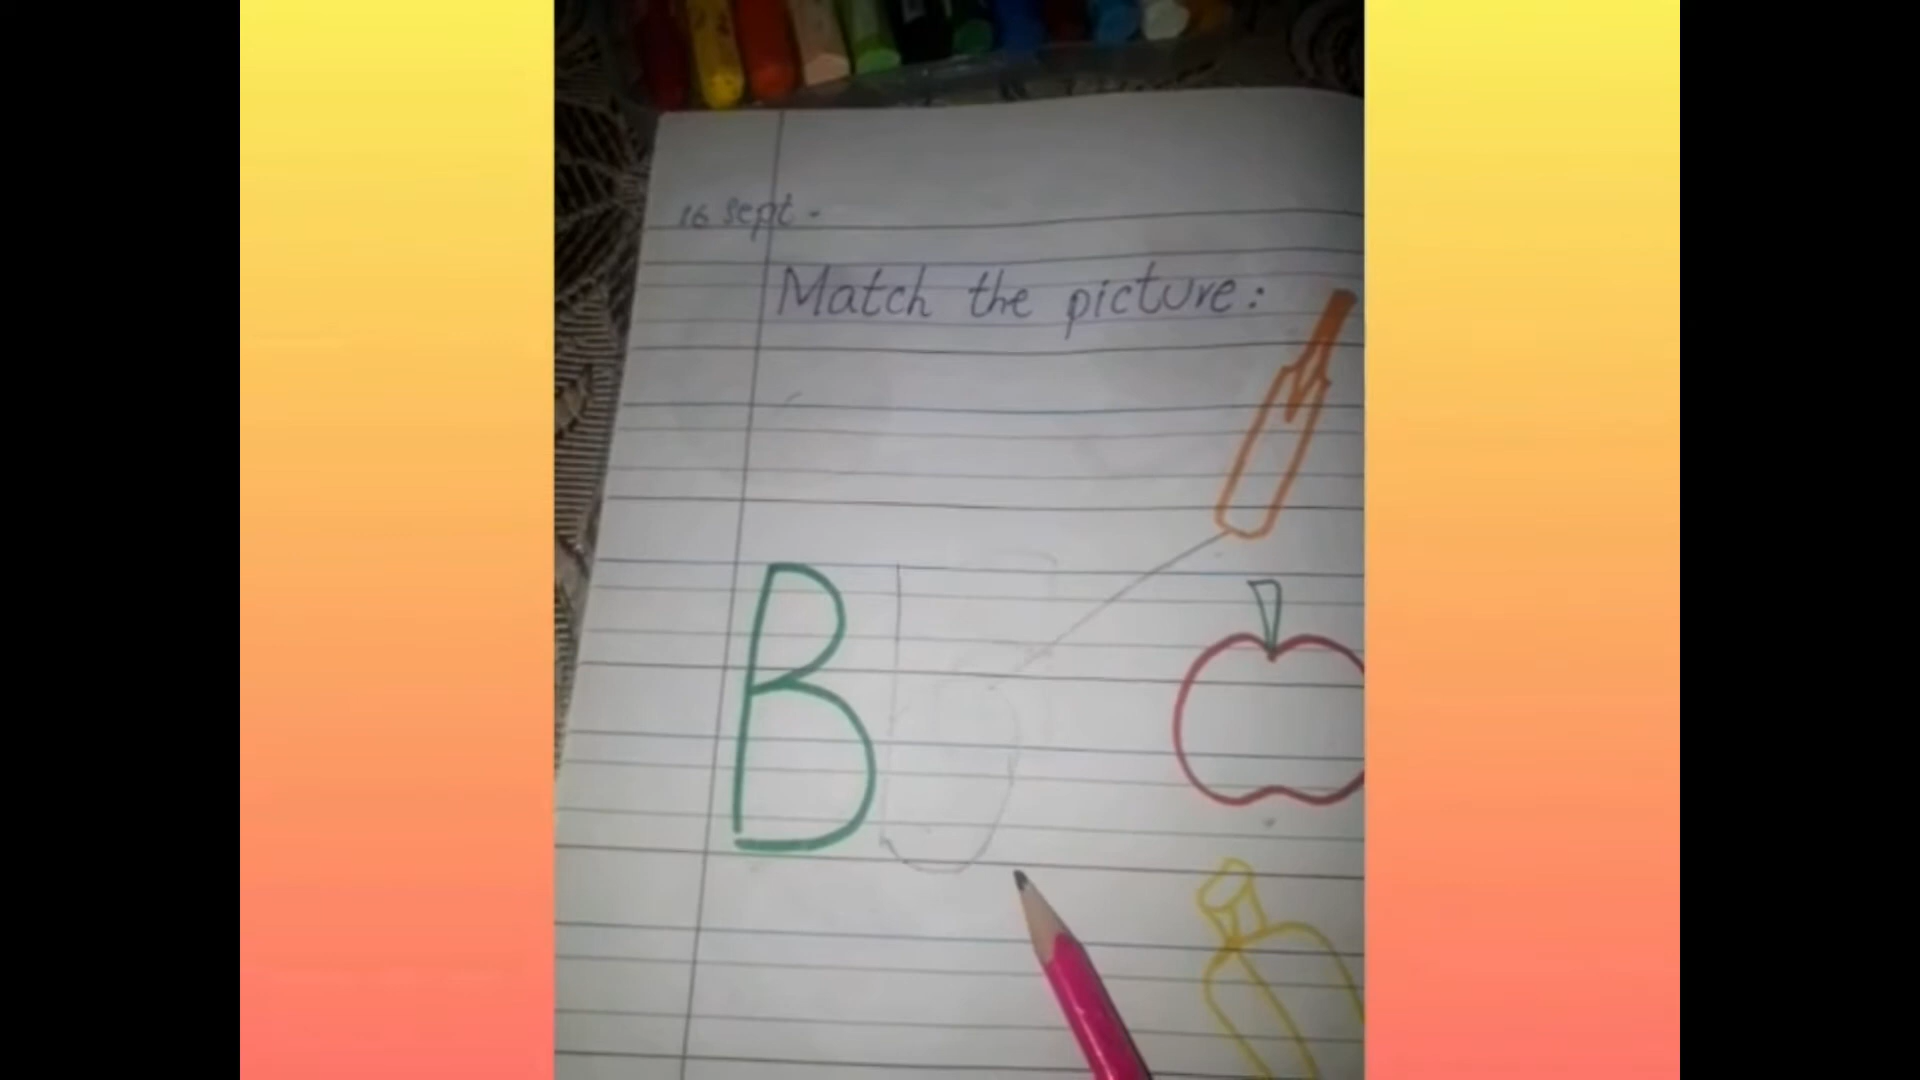 16 sept.
Match the picture:
B